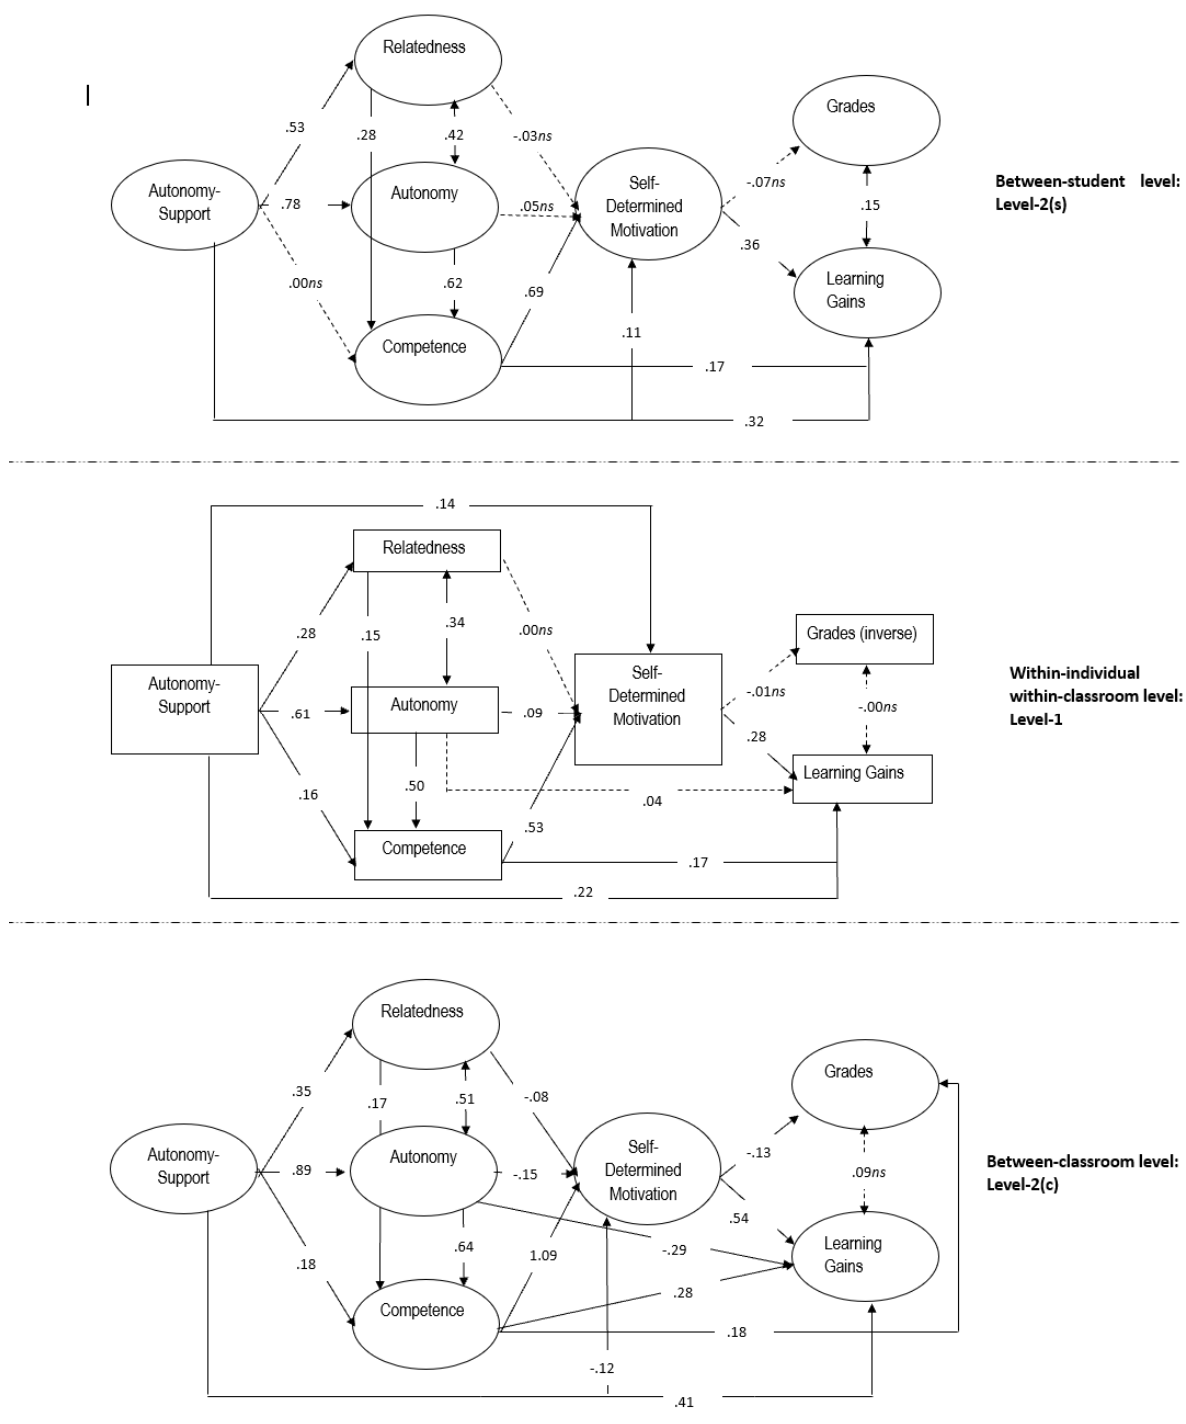 Relatedness
Grades
.53
.28
.42
-.03ns
Autonomy-
Support
.78
Autonomy
.05ns
Self-
Determined
Motivation
-.07ns
.15
Between-student level:
Level-2(s)
.36
.00ns
.62
.69
Learning
Gains
.11
Competence
.17
.32
.14
Relatedness
.28
.15
.34
.00ns
Grades (inverse)
Autonomy-
Support
.61
Autonomy
.09
Self-
Determined
Motivation
-.01ns
-.00ns
Within-individual
within-classroom level:
Level-1
.28
.16
.50
.04
Learning Gains
.53
Competence
.17
.22
Relatedness
.35
.17
.51
-.08
Grades
Autonomy-
Support
.89
Autonomy
-.15
Self-
Determined
Motivation
-.13
.09ns
Between-classroom level:
Level-2(c)
.54
.18
.64
1.09
-.29
Learning
Gains
.28
Competence
.18
-.12
.41